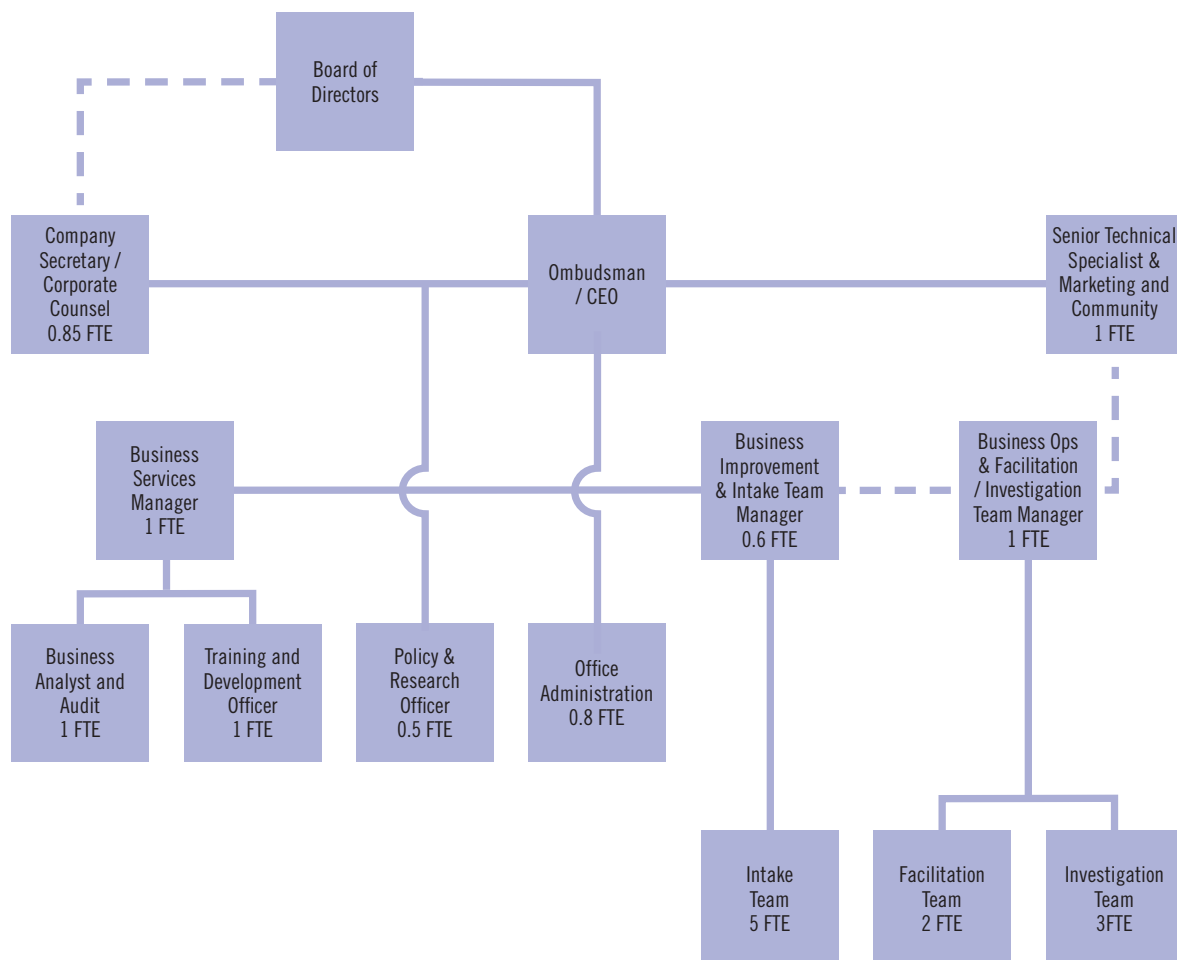 Board of
Directors
Company
Secretary /
Corporate
Counsel
0.85 FTE
Ombudsman
/ CEO
Senior Technical
Specialist &
Marketing and
Community
1 FTE
Business
Services
Manager
1 FTE
Business
Improvement
& Intake Team
Manager
0.6 FTE
Business Ops
& Facilitation
/ Investigation
Team Manager
1 FTE
Business
Analyst and
Audit
1 FTE
Training and
Development
Officer
1 FTE
Policy &
Research
Officer
0.5 FTE
Office
Administration
0.8 FTE
Intake
Team
5 FTE
Facilitation
Team
2 FTE
Investigation
Team
3FTE